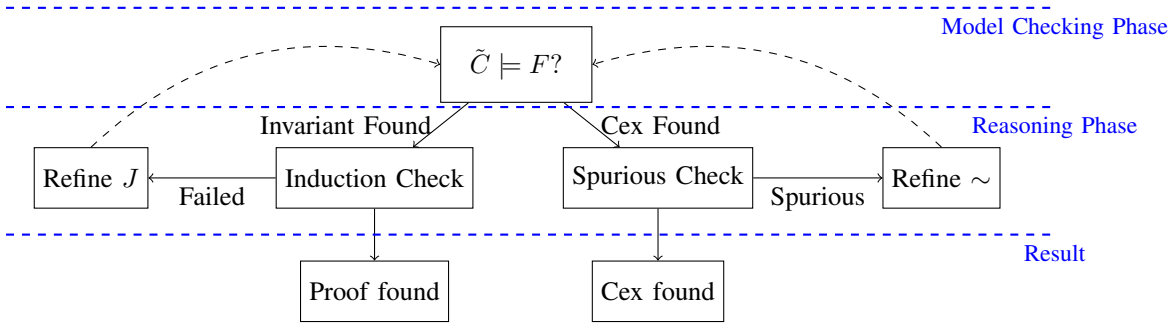 Model Checking Phase
C̃ ⊨ F?
Invariant Found
Cex Found
Reasoning Phase
Refine J
Failed
Induction Check
Spurious Check
Spurious
Refine ∼
Result
Proof found
Cex found